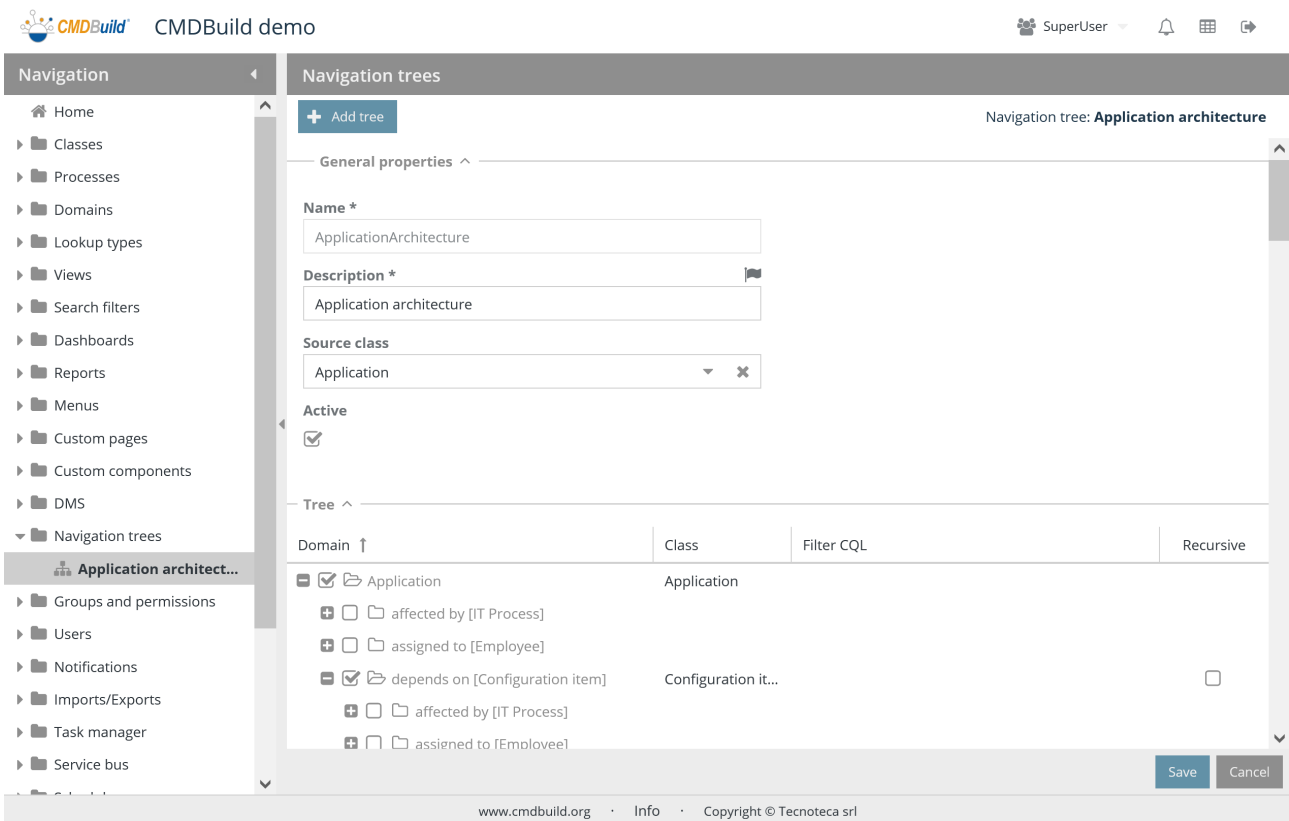 CMDBuild CMDBuild demo SuperUser
Navigation
Home
Classes
Processes
Domains
Lookup types
Views
Search filters
Dashboards
Reports
Menus
Custom pages
Custom components
DMS
Navigation trees
Application architect...
Groups and permissions
Users
Notifications
Imports/Exports
Task manager
Service bus
Navigation trees
Add tree
Navigation tree: Application architecture
General properties
Name *
ApplicationArchitecture
Description *
Application architecture
Source class
Application
Active
Tree
Domain Class Filter CQL Recursive
Application Application
affected by [IT Process]
assigned to [Employee]
depends on [Configuration item] Configuration it...
affected by [IT Process]
assigned to [Employee]
Save Cancel
www.cmdbuild.org · Info · Copyright © Tecnoteca srl